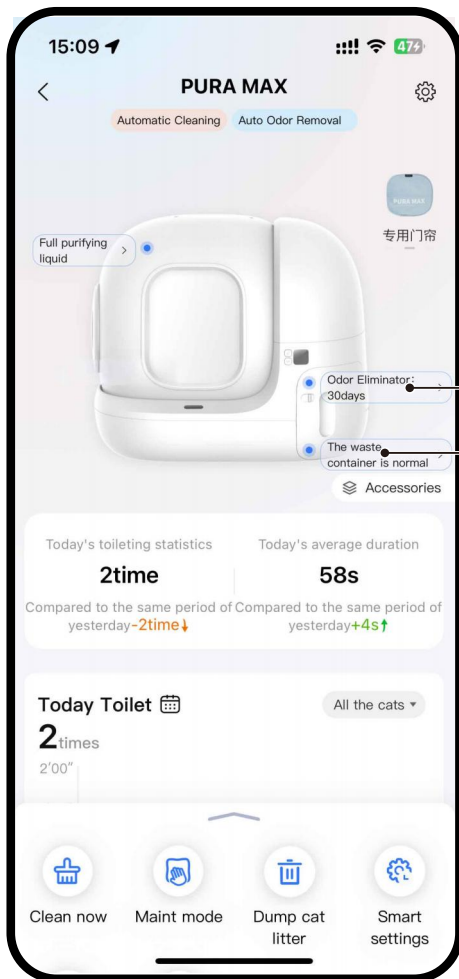 15:09
47
PURA MAX
Automatic Cleaning
Auto Odor Removal
PURA MAX
专用门帘
Full purifying
liquid
Odor Eliminator:
30days
The waste
container is normal
Accessories
Today's toileting statistics
2time
Compared to the same period of
yesterday-2time↓
Today's average duration
58s
Compared to the same period of
yesterday+4s↑
Today Toilet
All the cats
2times
2'00"
Clean now
Maint mode
Dump cat
litter
Smart
settings